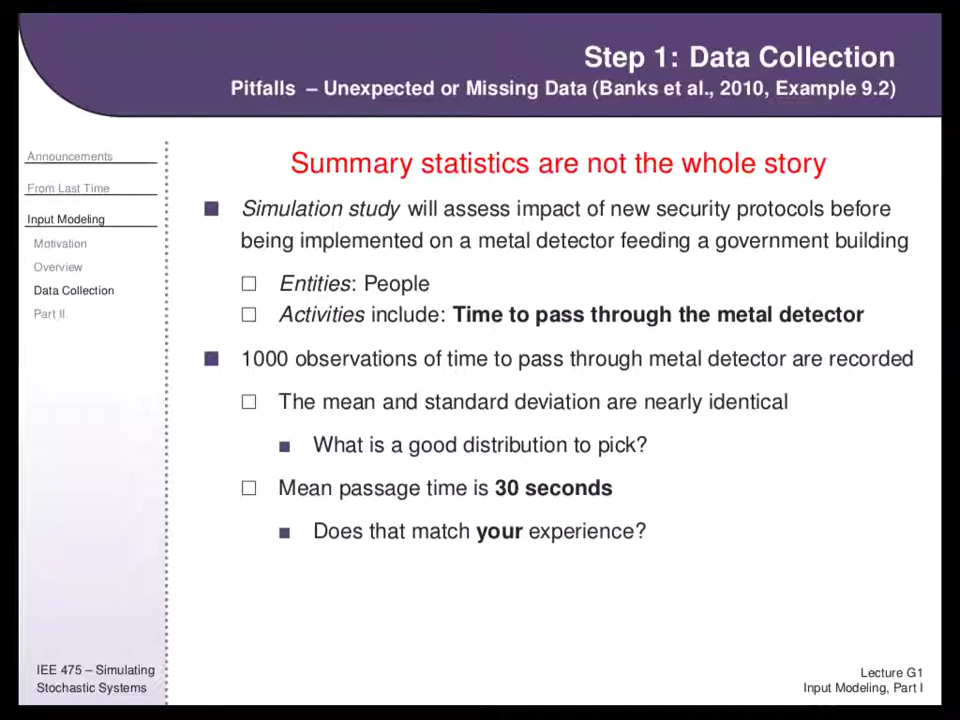 Step 1: Data Collection
Pitfalls – Unexpected or Missing Data (Banks et al., 2010, Example 9.2)
Announcements
From Last Time
Input Modeling
Motivation
Overview
Data Collection
Part II
Summary statistics are not the whole story
Simulation study will assess impact of new security protocols before
being implemented on a metal detector feeding a government building
Entities: People
Activities include: Time to pass through the metal detector
1000 observations of time to pass through metal detector are recorded
The mean and standard deviation are nearly identical
What is a good distribution to pick?
Mean passage time is 30 seconds
Does that match your experience?
IEE 475 – Simulating
Stochastic Systems
Lecture G1
Input Modeling, Part I